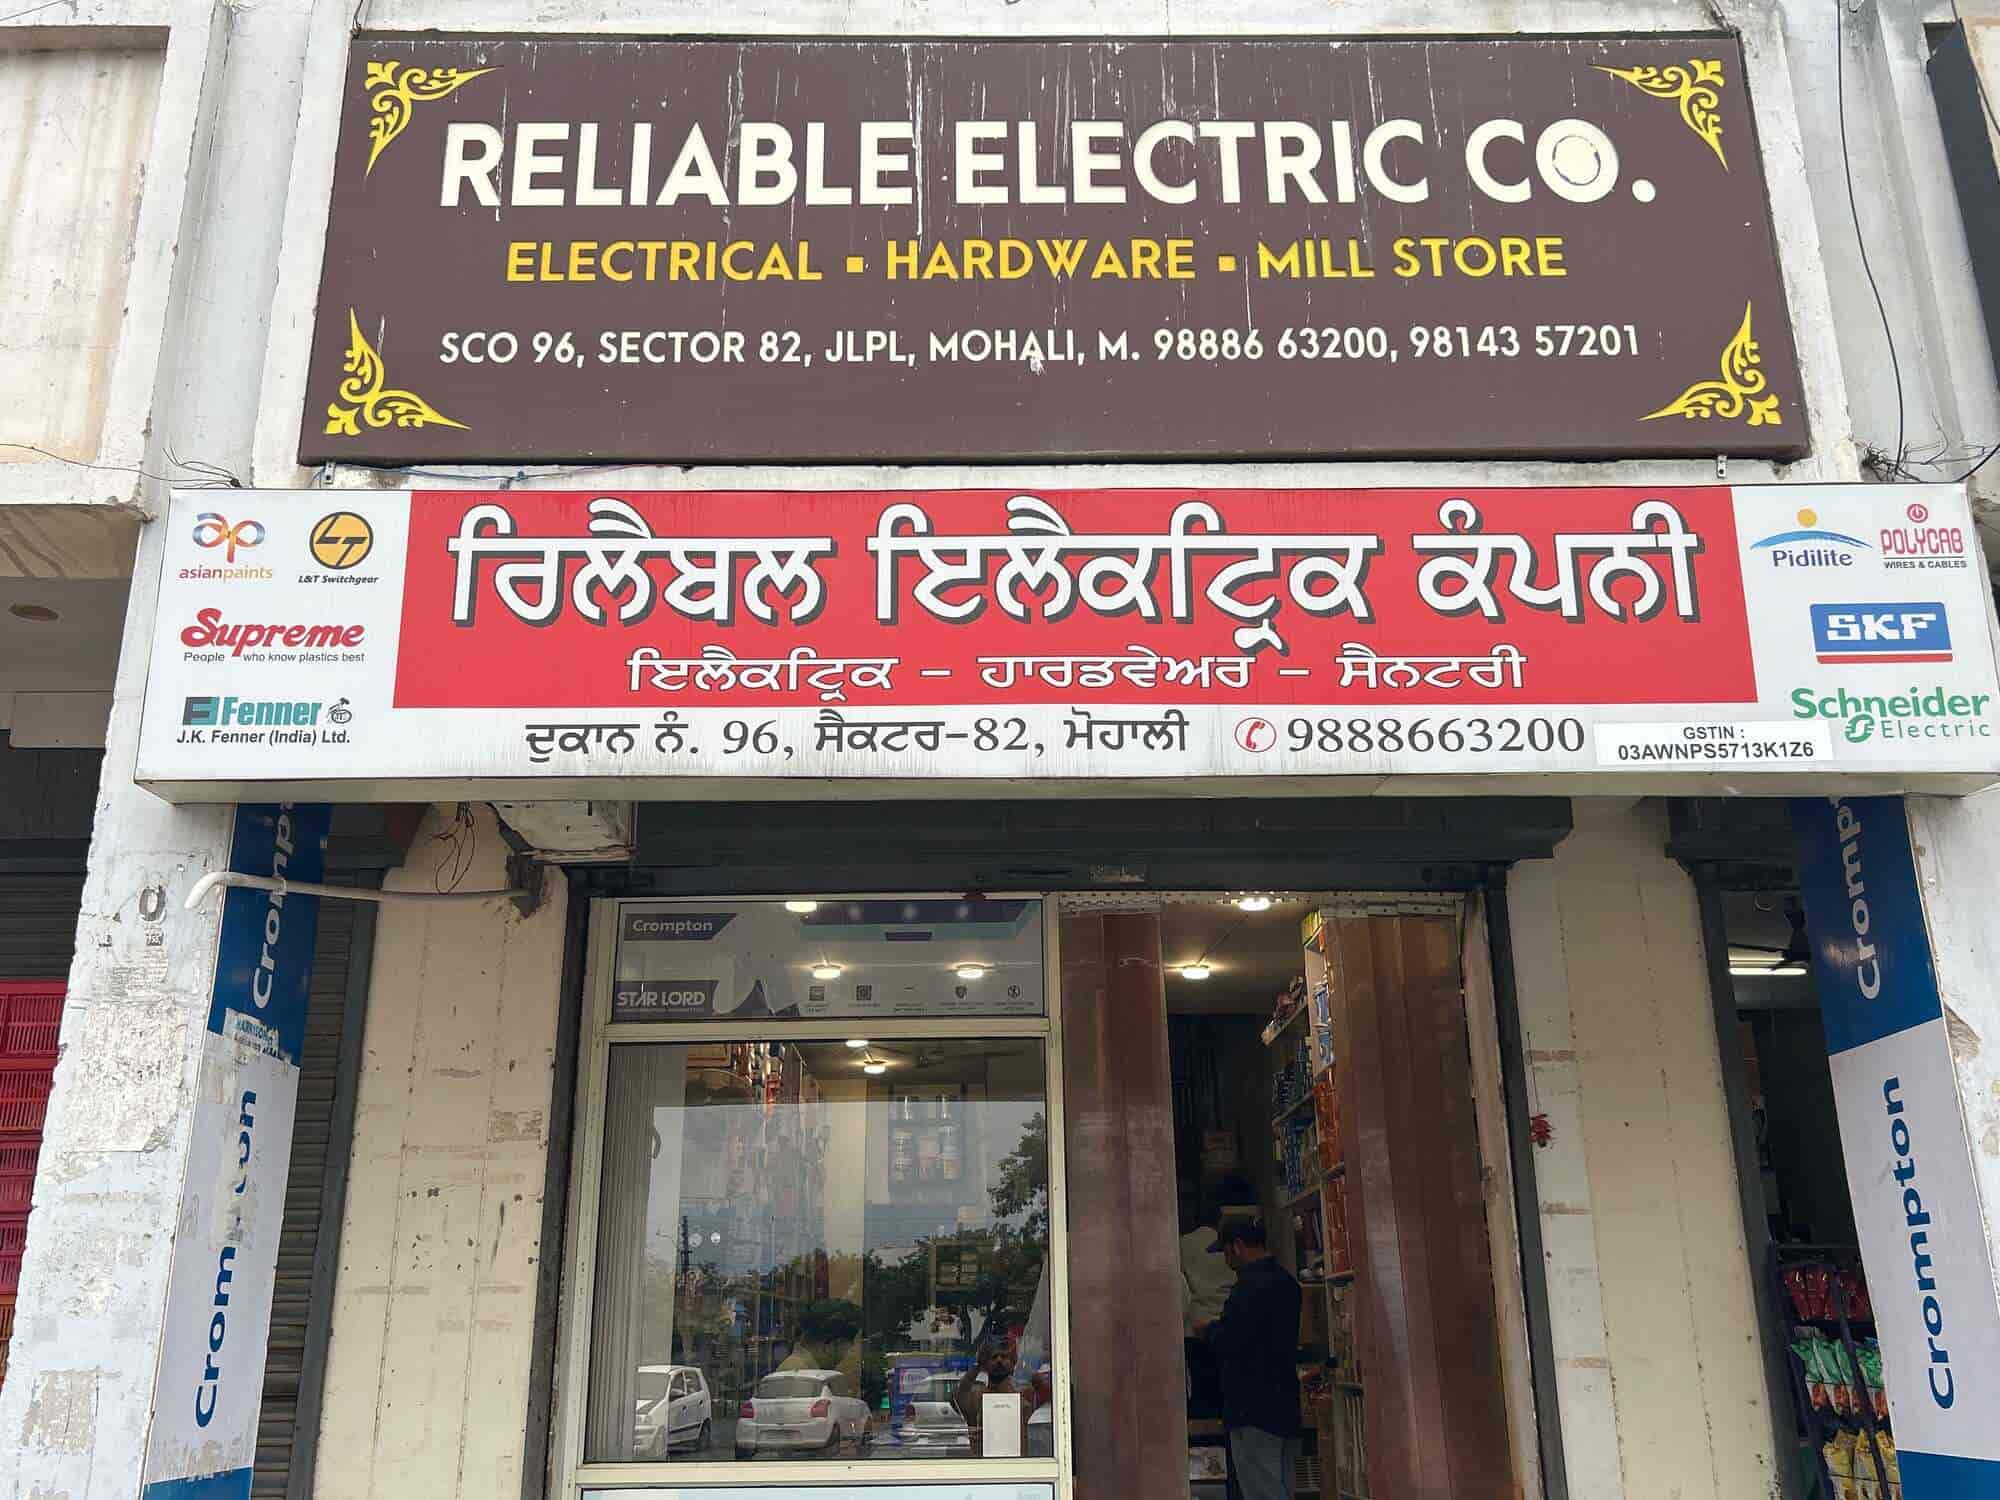 RELIABLE ELECTRIC CO.
ELECTRICAL ▪ HARDWARE ▪ MILL STORE
SCO 96, SECTOR 82, JLPL, MOHALI, M. 98886 63200, 98143 57201
asianpaints
L&T Switchgear
Supreme
People who know plastics best
Fenner
J.K. Fenner (India) Ltd.
ਰਿਲੈਬਲ ਇਲੈਕਟ੍ਰਿਕ ਕੰਪਨੀ
ਇਲੈਕਟ੍ਰਿਕ - ਹਾਰਡਵੇਅਰ - ਸੈਨਟਰੀ
ਦੁਕਾਨ ਨੰ. 96, ਸੈਕਟਰ-82, ਮੋਹਾਲੀ 9888663200
Pidilite
POLYCAB
WIRES & CABLES
SKF
Schneider
Electric
GSTIN :
03AWNPS5713K1Z6
Crompton
Crompton
Crompton
STAR LORD
Crompton
Crompton